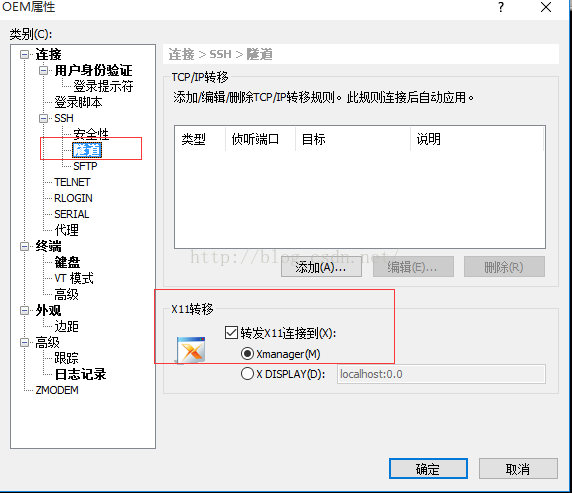 OEM属性
类别(C):
连接
用户身份验证
登录提示符
登录脚本
SSH
安全性
隧道
SFTP
TELNET
RLOGIN
SERIAL
代理
终端
键盘
VT 模式
高级
外观
边距
高级
跟踪
日志记录
ZMODEM
连接 > SSH > 隧道
TCP/IP转移
添加/编辑/删除TCP/IP转移规则。此规则连接后自动应用。
类型 侦听端口 目标 说明
http://blog.csdn.net/
添加(A)... 编辑(E)... 删除(R)
X11转移
转发X11连接到(X):
Xmanager(M)
X DISPLAY(D): localhost:0.0
确定 取消